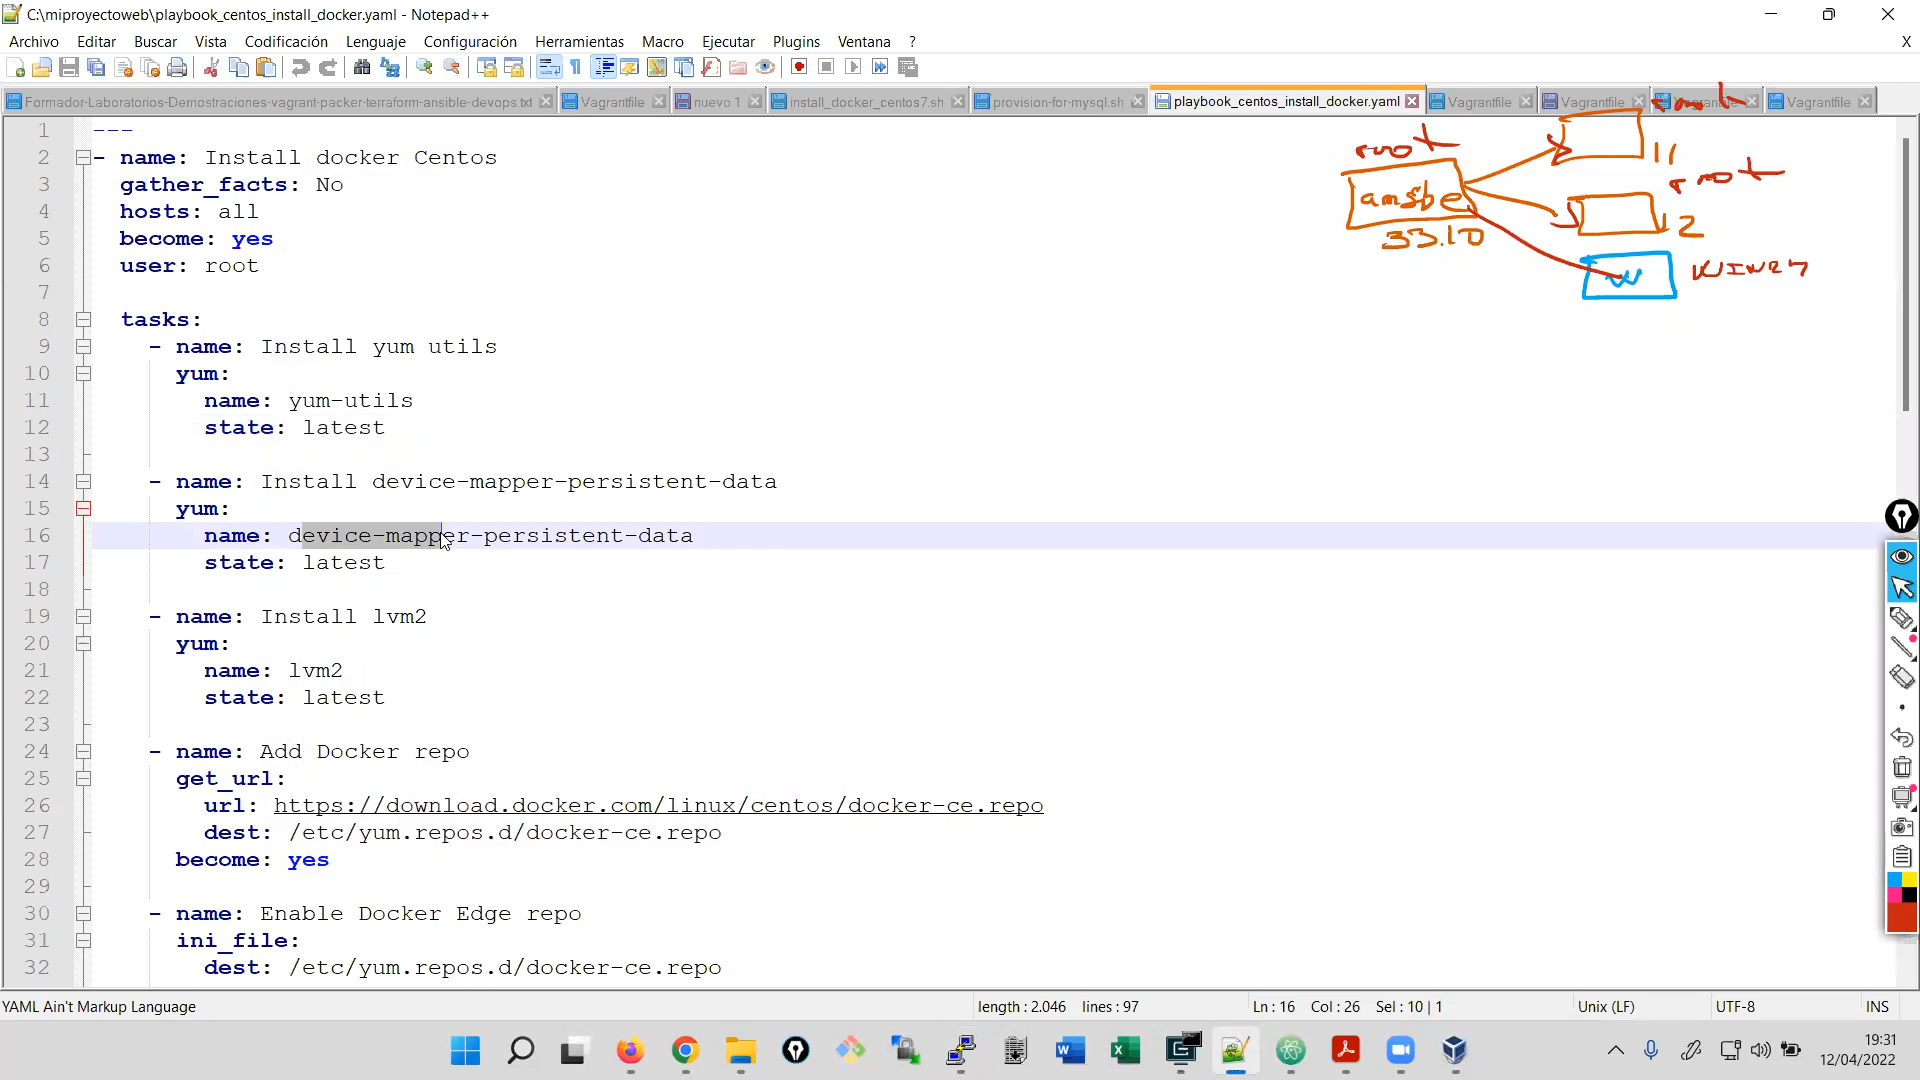 C:\miproyectoweb\playbook_centos_install_docker.yaml - Notepad++
Archivo Editar Buscar Vista Codificación Lenguaje Configuración Herramientas Macro Ejecutar Plugins Ventana ?
X
Formador-Laboratorios-Demostraciones-vagrant-packer-terraform-ansible-devops.txt Vagrantfile nuevo 1 install_docker_centos7.sh provision-for-mysql.sh playbook_centos_install_docker.yaml Vagrantfile Vagrantfile Vagrantfile Vagrantfile
1 ---
2 - name: Install docker Centos
3 gather_facts: No
4 hosts: all
5 become: yes
6 user: root
7
8 tasks:
9 - name: Install yum utils
10 yum:
11 name: yum-utils
12 state: latest
13
14 - name: Install device-mapper-persistent-data
15 yum:
16 name: device-mapper-persistent-data
17 state: latest
18
19 - name: Install lvm2
20 yum:
21 name: lvm2
22 state: latest
23
24 - name: Add Docker repo
25 get_url:
26 url: https://download.docker.com/linux/centos/docker-ce.repo
27 dest: /etc/yum.repos.d/docker-ce.repo
28 become: yes
29
30 - name: Enable Docker Edge repo
31 ini_file:
32 dest: /etc/yum.repos.d/docker-ce.repo
root
11
root
33.10
12
W
YAML Ain't Markup Language length : 2.046 lines : 97 Ln : 16 Col : 26 Sel : 10 | 1 Unix (LF) UTF-8 INS
19:31
12/04/2022